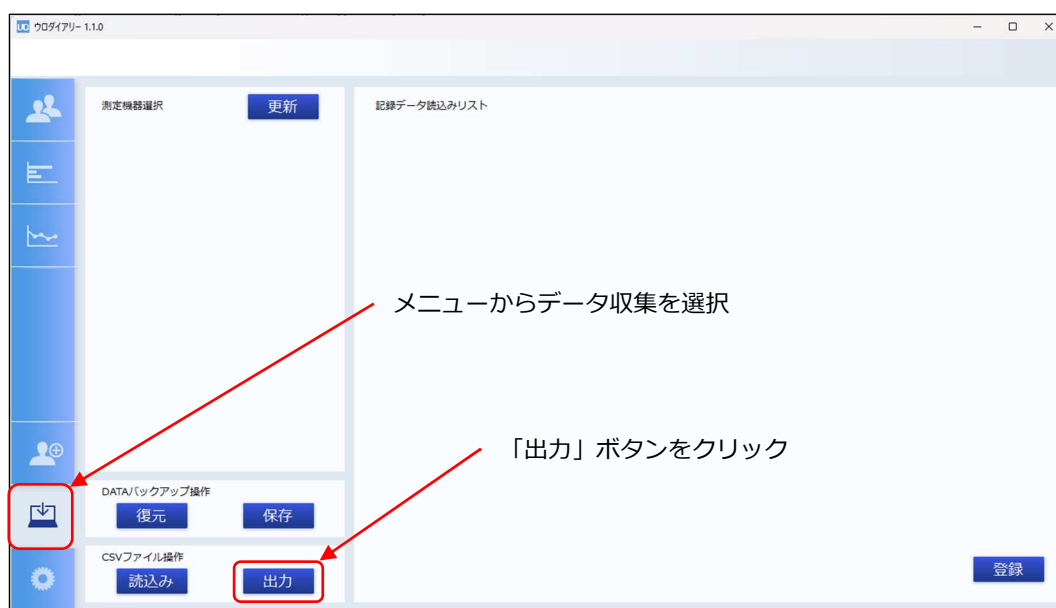 UD ウロダイアリー 1.1.0
測定機器選択
更新
記録データ読込みリスト
メニューからデータ収集を選択
「出力」ボタンをクリック
DATAバックアップ操作
復元
保存
CSVファイル操作
読込み
出力
登録